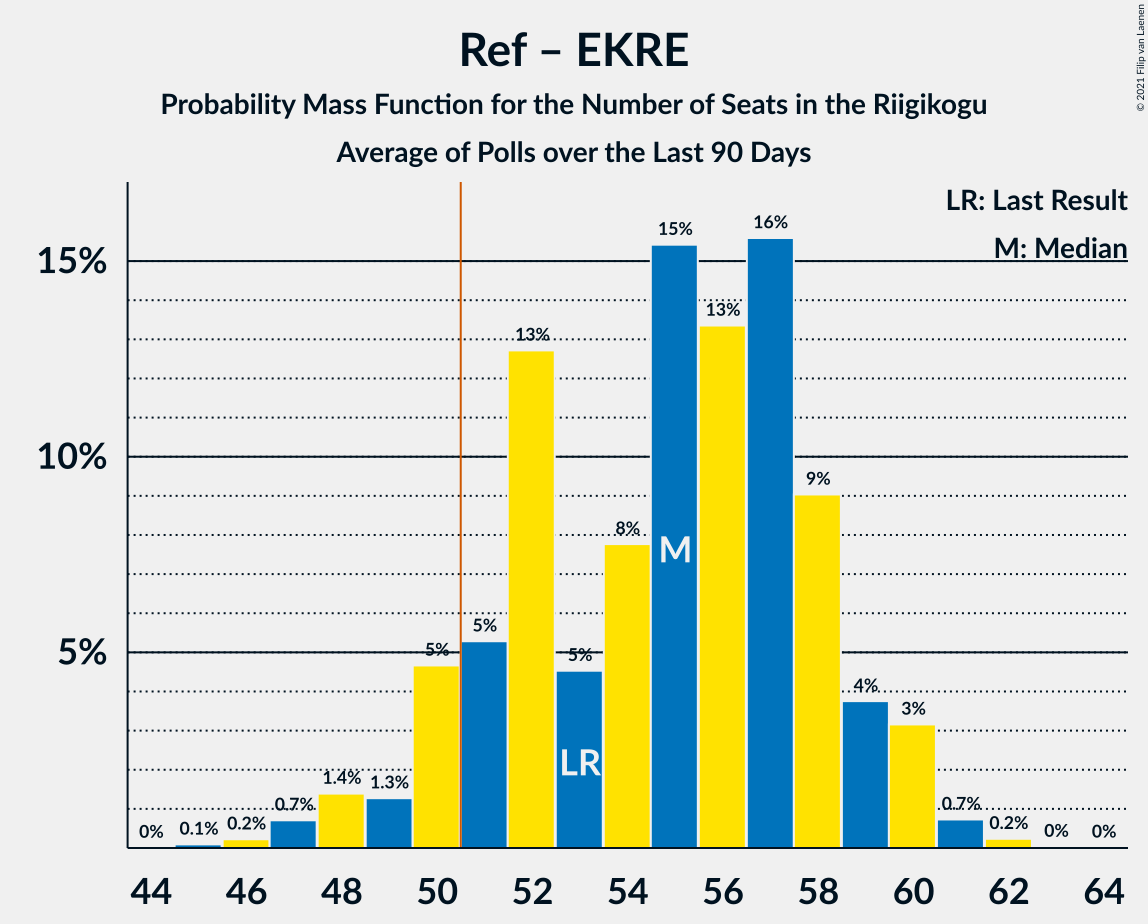 Ref – EKRE
Probability Mass Function for the Number of Seats in the Riigikogu
Average of Polls over the Last 90 Days
© 2021 Filip van Laenen
LR: Last Result
M: Median
15%
10%
5%
0%
0.1%
0.2%
0.7%
1.4%
1.3%
5%
5%
13%
5%
8%
15%
13%
16%
9%
4%
3%
0.7%
0.2%
0%
0%
M
LR
44 46 48 50 52 54 56 58 60 62 64